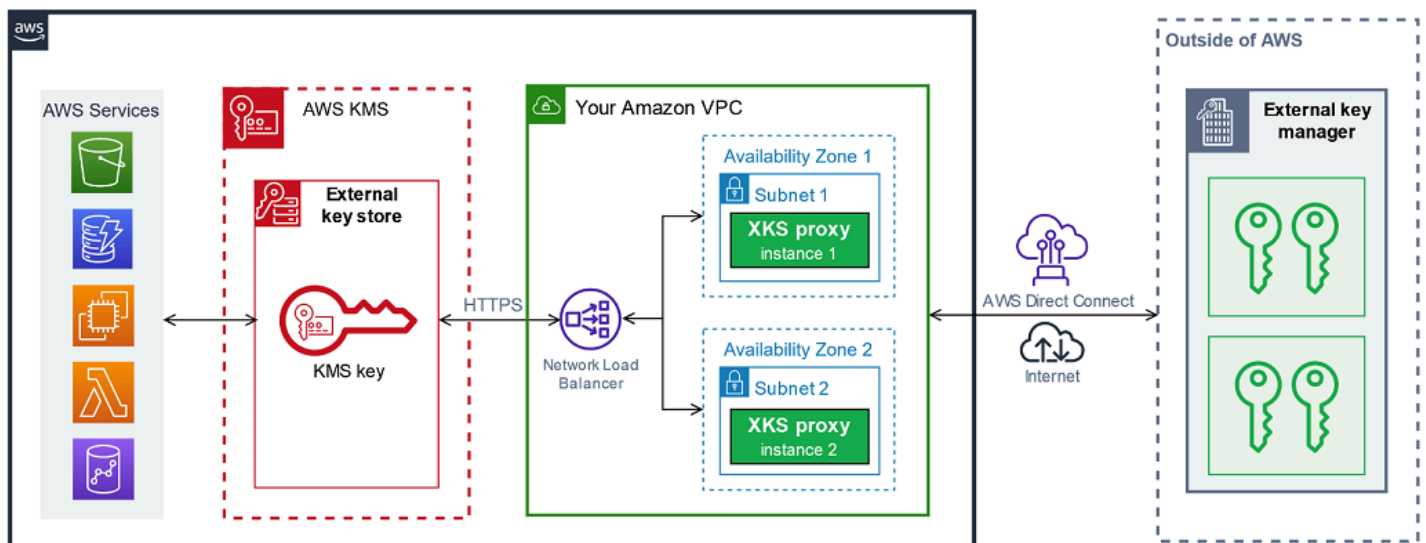 aws
AWS Services
AWS KMS
External
key store
KMS key
HTTPS
Your Amazon VPC
Network Load
Balancer
Availability Zone 1
Subnet 1
XKS proxy
instance 1
Availability Zone 2
Subnet 2
XKS proxy
instance 2
AWS Direct Connect
Internet
Outside of AWS
External key
manager